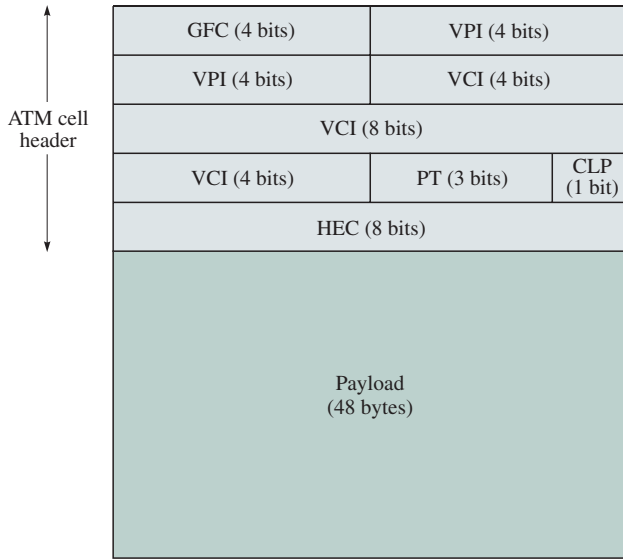 GFC (4 bits)
VPI (4 bits)
VPI (4 bits)
VCI (4 bits)
ATM cell
header
VCI (8 bits)
VCI (4 bits)
PT (3 bits)
CLP
(1 bit)
HEC (8 bits)
Payload
(48 bytes)